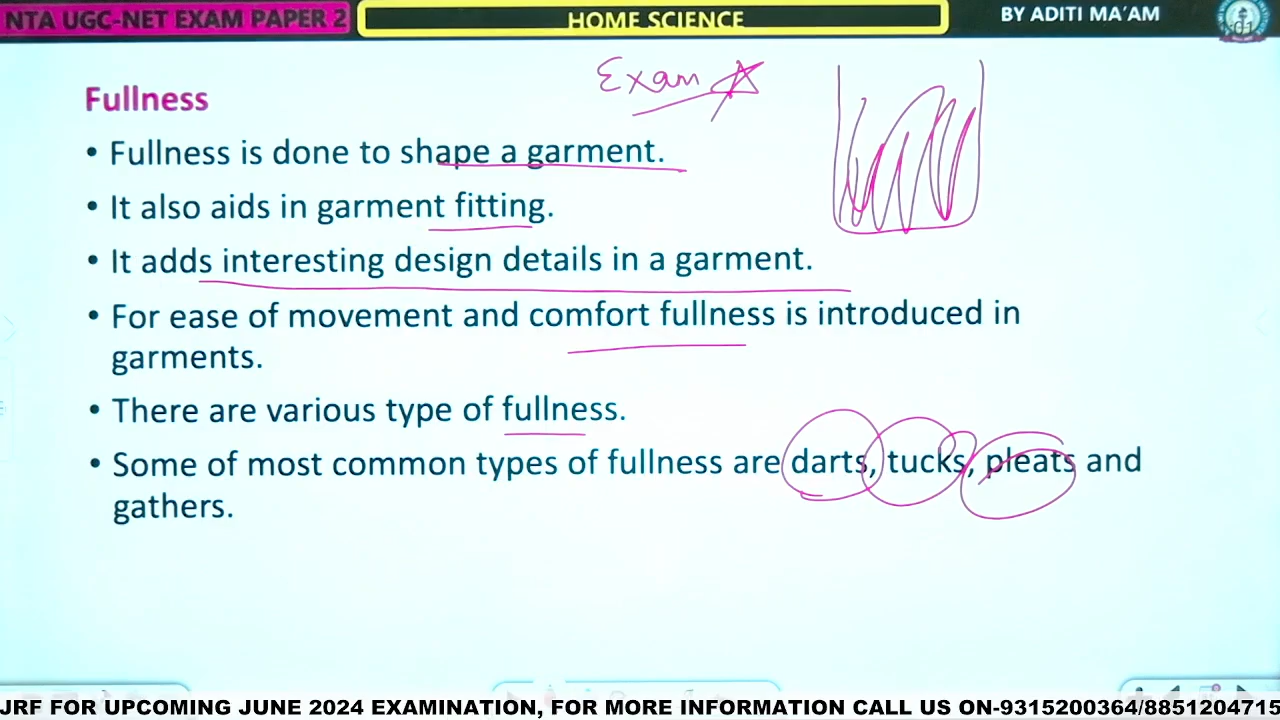 NTA UGC-NET EXAM PAPER 2
HOME SCIENCE
BY ADITI MA'AM
Exam
Fullness
• Fullness is done to shape a garment.
• It also aids in garment fitting.
• It adds interesting design details in a garment.
• For ease of movement and comfort fullness is introduced in
garments.
• There are various type of fullness.
• Some of most common types of fullness are darts, tucks, pleats and
gathers.
JRF FOR UPCOMING JUNE 2024 EXAMINATION, FOR MORE INFORMATION CALL US ON-9315200364/8851204715